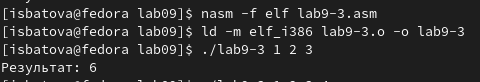 [isbatova@fedora lab09]$ nasm -f elf lab9-3.asm
[isbatova@fedora lab09]$ ld -m elf_i386 lab9-3.o -o lab9-3
[isbatova@fedora lab09]$ ./lab9-3 1 2 3
Результат: 6